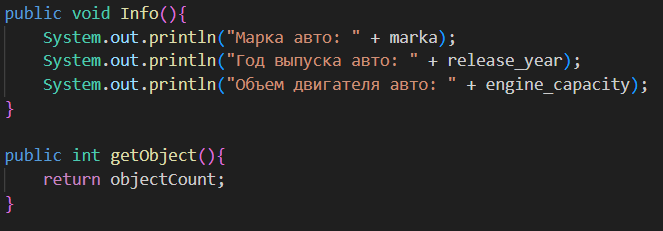 public void Info(){
System.out.println("Марка авто: " + marka);
System.out.println("Год выпуска авто: " + release_year);
System.out.println("Объем двигателя авто: " + engine_capacity);
}
public int getObject(){
return objectCount;
}